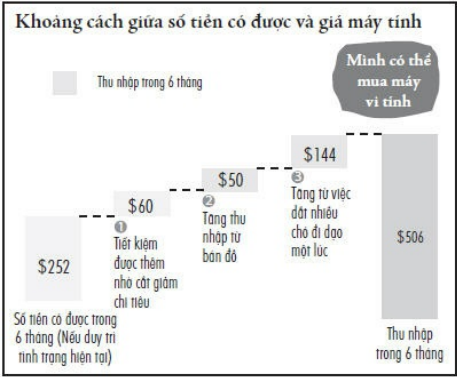 Khoảng cách giữa số tiền có được và giá máy tính
Thu nhập trong 6 tháng
Mình có thể
mua máy
vi tính
$252
Số tiền có được trong
6 tháng (Nếu duy trì
tình trạng hiện tại)
$60
1
Tiết kiệm
được thêm
nhờ cắt giảm
chi tiêu
$50
2
Tăng thu
nhập từ
bán đồ
$144
3
Tăng từ việc
dắt nhiều
chó đi dạo
một lúc
$506
Thu nhập
trong 6 tháng